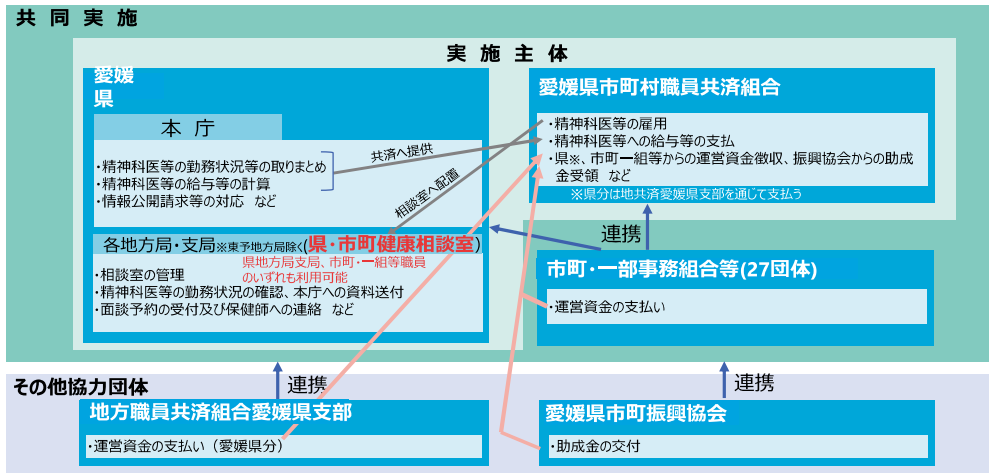 共同実施
実施主体
愛媛
県
本庁
・精神科医等の勤務状況等の取りまとめ
・精神科医等の給与等の計算
・情報公開請求等の対応　など
共済へ提供
相談室へ配置
各地方局・支局※東予地方局除く(県・市町健康相談室)
県地方局支局、市町・一組等職員
のいずれも利用可能
・相談室の管理
・精神科医等の勤務状況の確認、本庁への資料送付
・面談予約の受付及び保健師への連絡　など
愛媛県市町村職員共済組合
・精神科医等の雇用
・精神科医等への給与等の支払
・県※、市町一組等からの運営資金徴収、振興協会からの助成
金受領　など
※県分は地共済愛媛県支部を通じて支払う
連携
市町・一部事務組合等(27団体)
・運営資金の支払い
その他協力団体
連携
地方職員共済組合愛媛県支部
・運営資金の支払い（愛媛県分）
連携
愛媛県市町振興協会
・助成金の交付